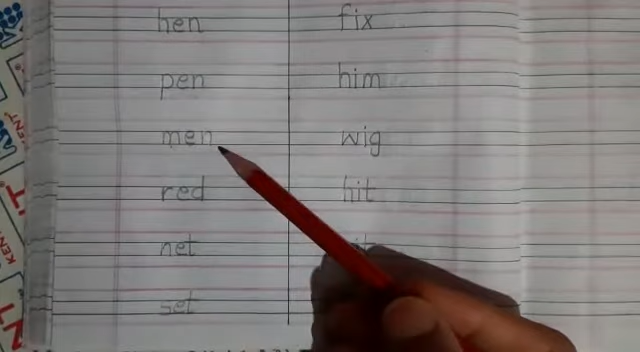 hen fix
pen him
men wig
red hit
net
set